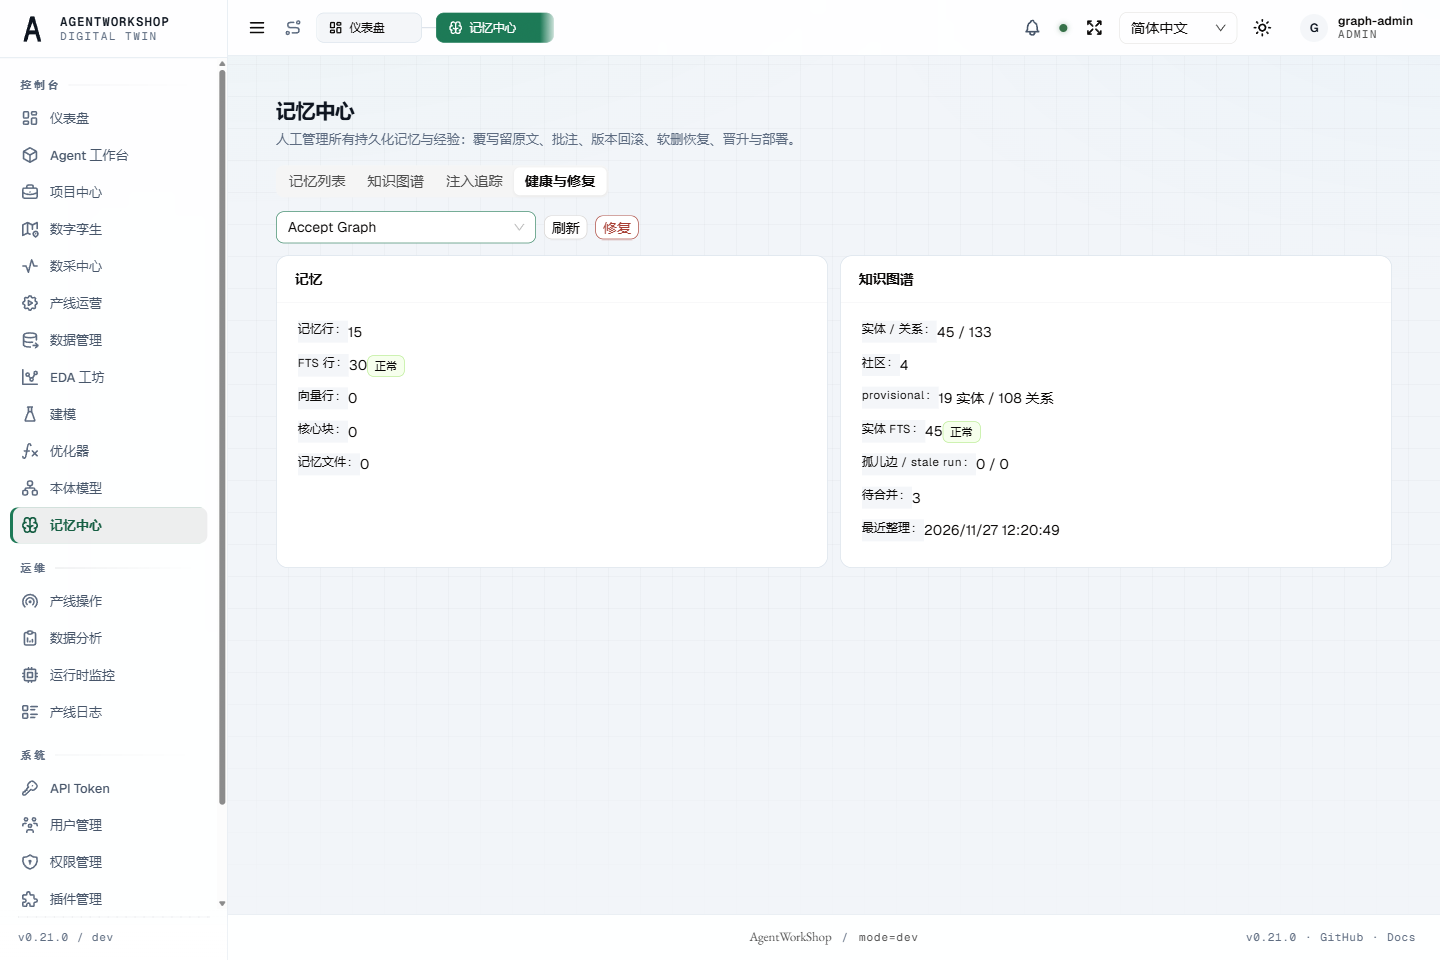 AGENTWORKSHOP
DIGITAL TWIN
控制台
仪表盘
Agent 工作台
项目中心
数字孪生
数采中心
产线运营
数据管理
EDA 工坊
建模
优化器
本体模型
记忆中心
运维
产线操作
数据分析
运行时监控
产线日志
系统
API Token
用户管理
权限管理
插件管理
v0.21.0 / dev
仪表盘
记忆中心
简体中文
G
graph-admin
ADMIN
记忆中心
人工管理所有持久化记忆与经验：覆写留原文、批注、版本回滚、软删恢复、晋升与部署。
记忆列表 知识图谱 注入追踪 健康与修复
Accept Graph 刷新 修复
记忆
记忆行： 15
FTS 行： 30 正常
向量行： 0
核心块： 0
记忆文件： 0
知识图谱
实体 / 关系： 45 / 133
社区： 4
provisional： 19 实体 / 108 关系
实体 FTS： 45 正常
孤儿边 / stale run： 0 / 0
待合并： 3
最近整理： 2026/11/27 12:20:49
AgentWorkShop / mode=dev
v0.21.0 · GitHub · Docs